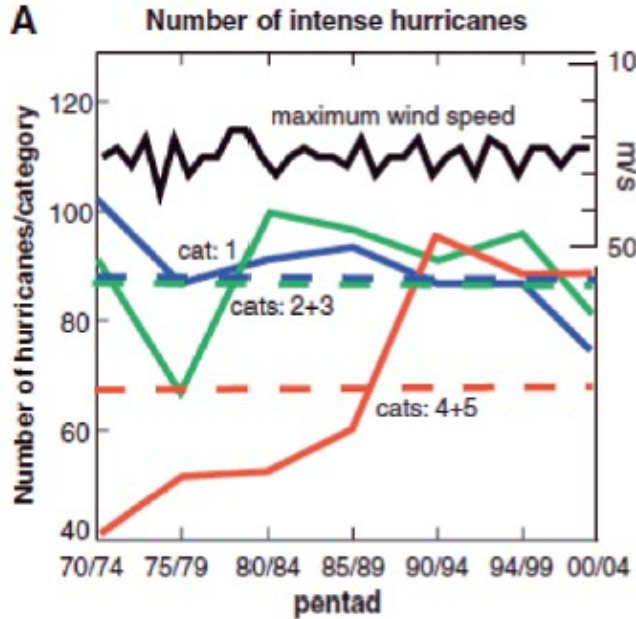 A Number of intense hurricanes
Number of hurricanes/category
120
100
80
60
40
10
50
m/s
maximum wind speed
cat: 1
cats: 2+3
cats: 4+5
70/74 75/79 80/84 85/89 90/94 94/99 00/04
pentad